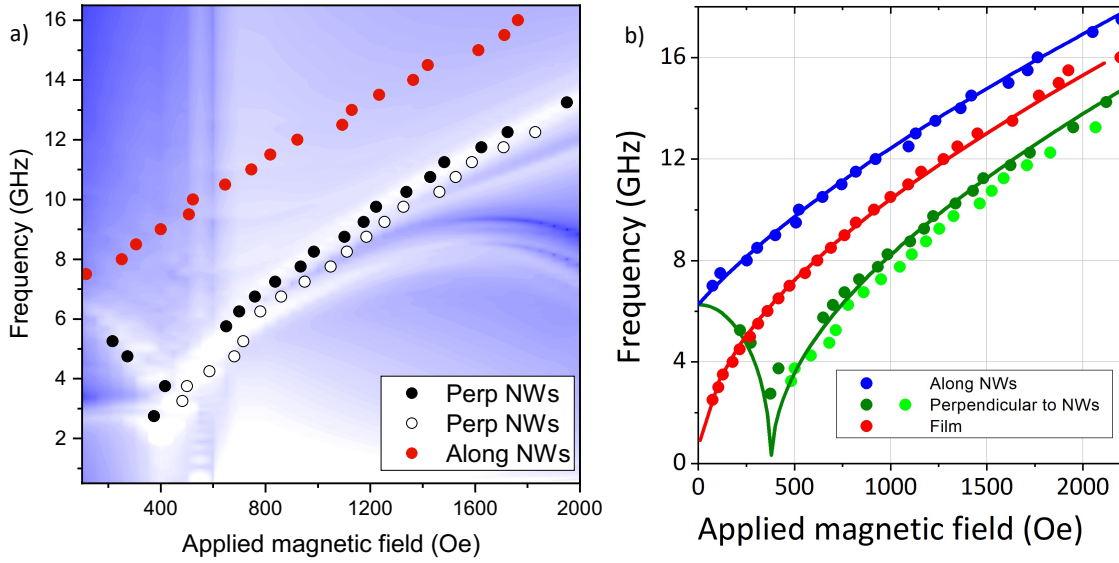 a)
Frequency (GHz)
16
14
12
10
8
6
4
2
400
800
1200
1600
2000
Applied magnetic field (Oe)
Perp NWs
Perp NWs
Along NWs
b)
Frequency (GHz)
16
12
8
4
0
0
500
1000
1500
2000
Applied magnetic field (Oe)
Along NWs
Perpendicular to NWs
Film